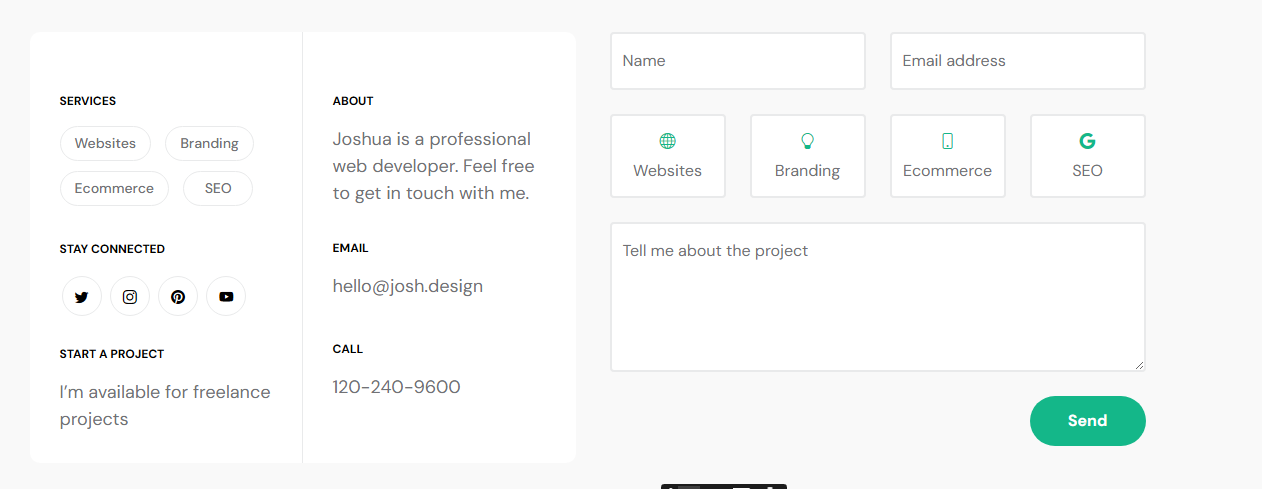 SERVICES
Websites
Branding
Ecommerce
SEO
STAY CONNECTED
START A PROJECT
I’m available for freelance
projects
ABOUT
Joshua is a professional
web developer. Feel free
to get in touch with me.
EMAIL
hello@josh.design
CALL
120-240-9600
Name
Email address
Websites
Branding
Ecommerce
SEO
Tell me about the project
Send